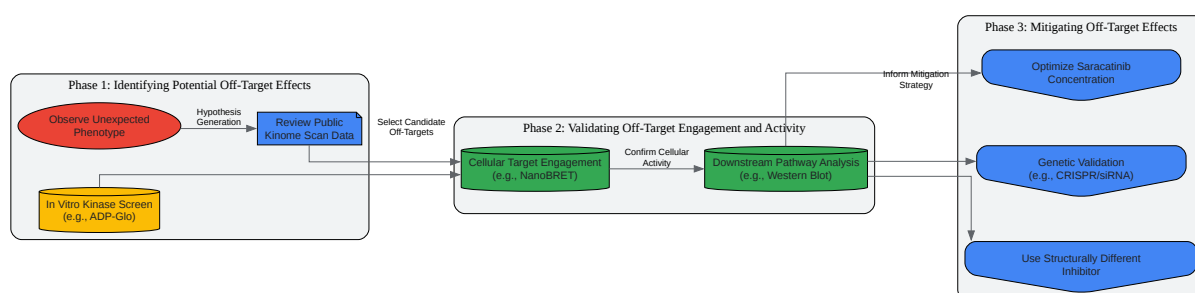 Phase 1: Identifying Potential Off-Target Effects
Observe Unexpected
Phenotype
Hypothesis
Generation
Review Public
Kinome Scan Data
In Vitro Kinase Screen
(e.g., ADP-Glo)
Select Candidate
Off-Targets
Phase 2: Validating Off-Target Engagement and Activity
Cellular Target Engagement
(e.g., NanoBRET)
Confirm Cellular
Activity
Downstream Pathway Analysis
(e.g., Western Blot)
Inform Mitigation
Strategy
Phase 3: Mitigating Off-Target Effects
Optimize Saracatinib
Concentration
Genetic Validation
(e.g., CRISPR/siRNA)
Use Structurally Different
Inhibitor